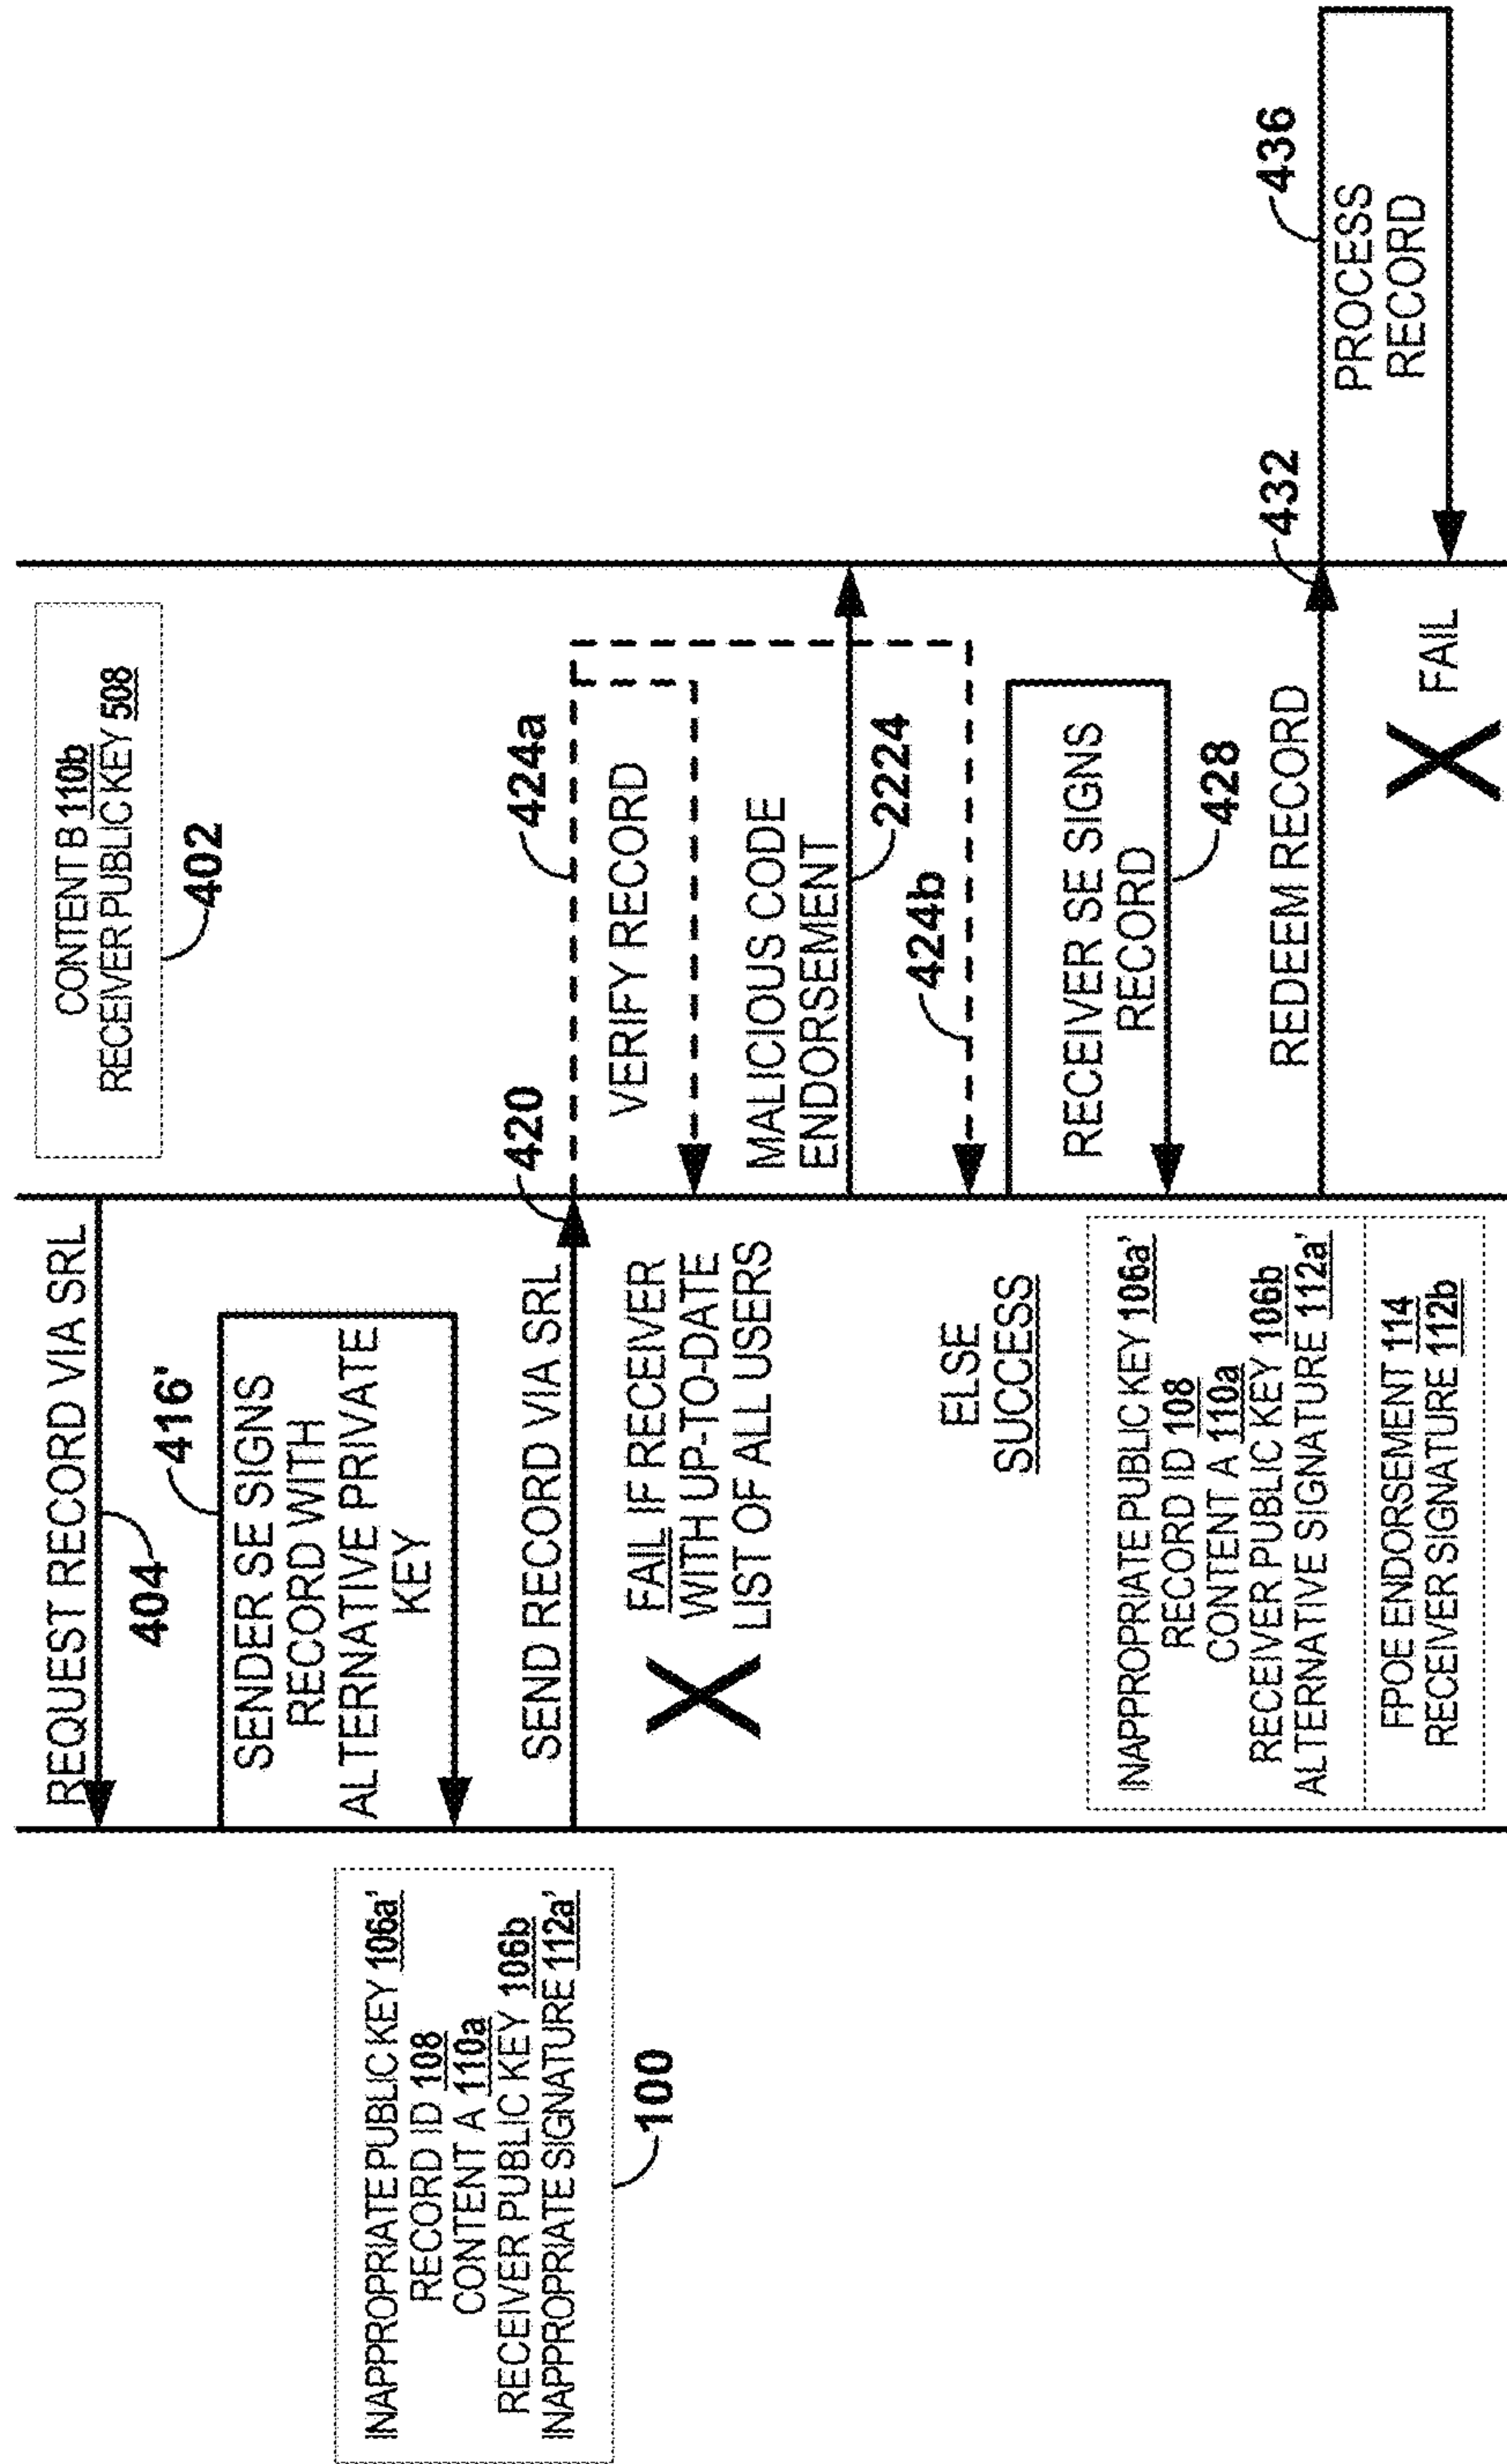 REQUEST RECORD VIA SRL
404
CONTENT B 110b
RECEIVER PUBLIC KEY 508
402
416'
SENDER SE SIGNS
RECORD WITH
ALTERNATIVE PRIVATE
KEY
INAPPROPRIATE PUBLIC KEY 106a'
RECORD ID 108
CONTENT A 110a
RECEIVER PUBLIC KEY 106b
INAPPROPRIATE SIGNATURE 112a'
100
SEND RECORD VIA SRL
420
424a
VERIFY RECORD
FAIL IF RECEIVER
WITH UP-TO-DATE
LIST OF ALL USERS
X
MALICIOUS CODE
ENDORSEMENT
2224
424b
ELSE
SUCCESS
RECEIVER SE SIGNS
RECORD
428
INAPPROPRIATE PUBLIC KEY 106a'
RECORD ID 108
CONTENT A 110a
RECEIVER PUBLIC KEY 106b
ALTERNATIVE SIGNATURE 112a'
FPOE ENDORSEMENT 114
RECEIVER SIGNATURE 112b
REDEEM RECORD
432
436
PROCESS
RECORD
X FAIL